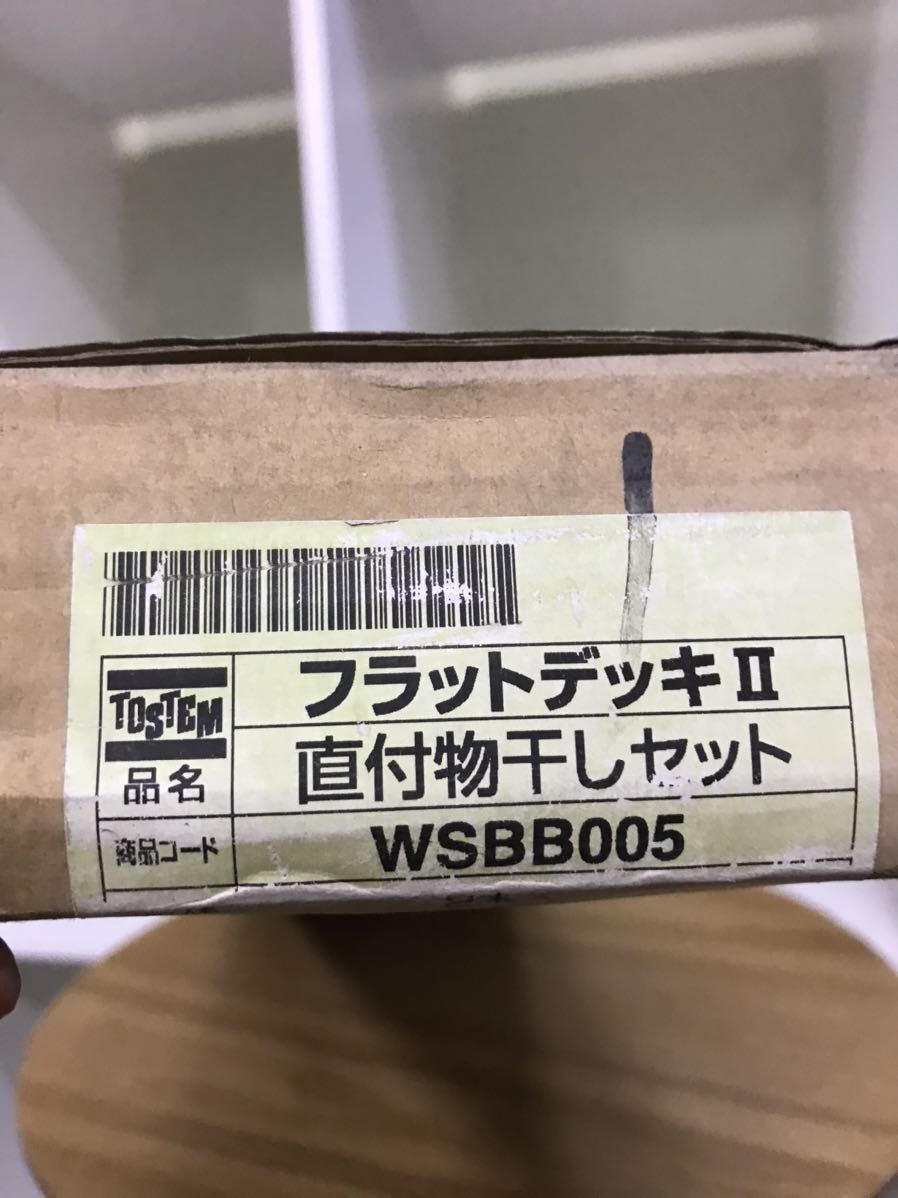 TOSTEM
品名
フラットデッキⅡ
直付物干しセット
商品コード
WSBB005